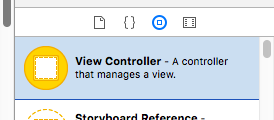 View Controller - A controller
that manages a view.
Storyboard Reference -